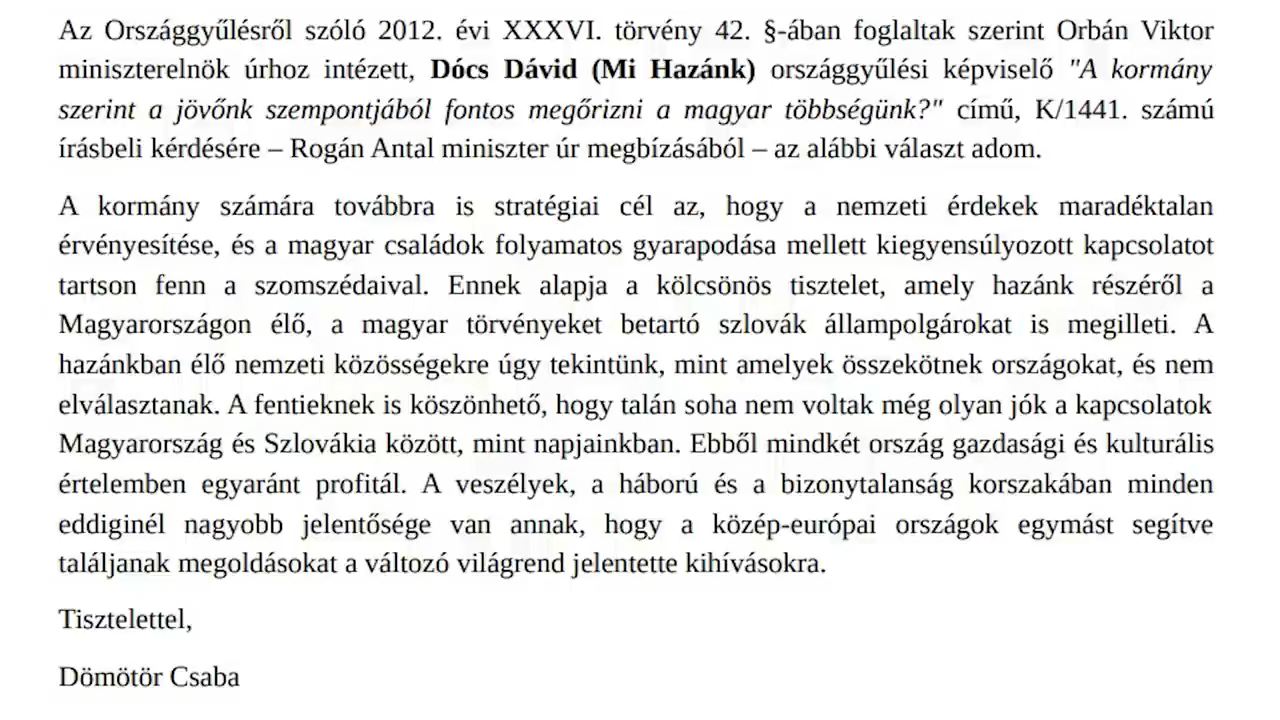 Az Országgyűlésről szóló 2012. évi XXXVI. törvény 42. §-ában foglaltak szerint Orbán Viktor
miniszterelnök úrhoz intézett, Dócs Dávid (Mi Hazánk) országgyűlési képviselő "A kormány
szerint a jövőnk szempontjából fontos megőrizni a magyar többségünk?" című, K/1441. számú
írásbeli kérdésére – Rogán Antal miniszter úr megbízásából – az alábbi választ adom.
A kormány számára továbbra is stratégiai cél az, hogy a nemzeti érdekek maradéktalan
érvényesítése, és a magyar családok folyamatos gyarapodása mellett kiegyensúlyozott kapcsolatot
tartson fenn a szomszédaival. Ennek alapja a kölcsönös tisztelet, amely hazánk részéről a
Magyarországon élő, a magyar törvényeket betartó szlovák állampolgárokat is megilleti. A
hazánkban élő nemzeti közösségekre úgy tekintünk, mint amelyek összekötnek országokat, és nem
elválasztanak. A fentieknek is köszönhető, hogy talán soha nem voltak még olyan jók a kapcsolatok
Magyarország és Szlovákia között, mint napjainkban. Ebből mindkét ország gazdasági és kulturális
értelemben egyaránt profitál. A veszélyek, a háború és a bizonytalanság korszakában minden
eddiginél nagyobb jelentősége van annak, hogy a közép-európai országok egymást segítve
találjanak megoldásokat a változó világrend jelentette kihívásokra.
Tisztelettel,
Dömötör Csaba